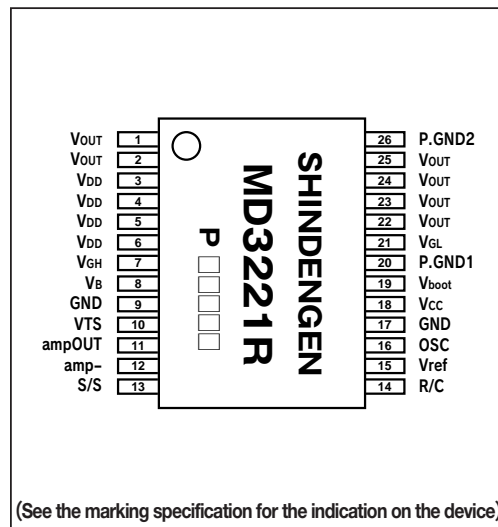 VOUT 1
VOUT 2
VDD 3
VDD 4
VDD 5
VDD 6
VGH 7
VB 8
GND 9
VTS 10
ampOUT 11
amp– 12
S/S 13
SHINDENGEN
MD3221R
P
26 P.GND2
25 VOUT
24 VOUT
23 VOUT
22 VOUT
21 VGL
20 P.GND1
19 Vboot
18 VCC
17 GND
16 OSC
15 Vref
14 R/C
(See the marking specification for the indication on the device)